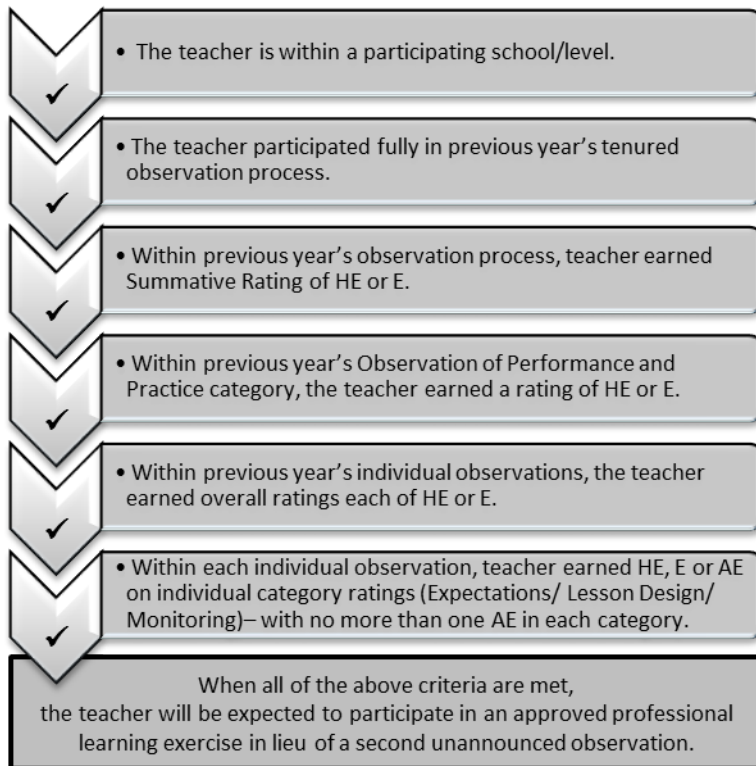 • The teacher is within a participating school/level.
✓
• The teacher participated fully in previous year's tenured
observation process.
✓
• Within previous year's observation process, teacher earned
Summative Rating of HE or E.
✓
• Within previous year's Observation of Performance and
Practice category, the teacher earned a rating of HE or E.
✓
• Within previous year's individual observations, the teacher
earned overall ratings each of HE or E.
✓
• Within each individual observation, teacher earned HE, E or AE
on individual category ratings (Expectations/ Lesson Design/
Monitoring)– with no more than one AE in each category.
✓
When all of the above criteria are met,
the teacher will be expected to participate in an approved professional
learning exercise in lieu of a second unannounced observation.